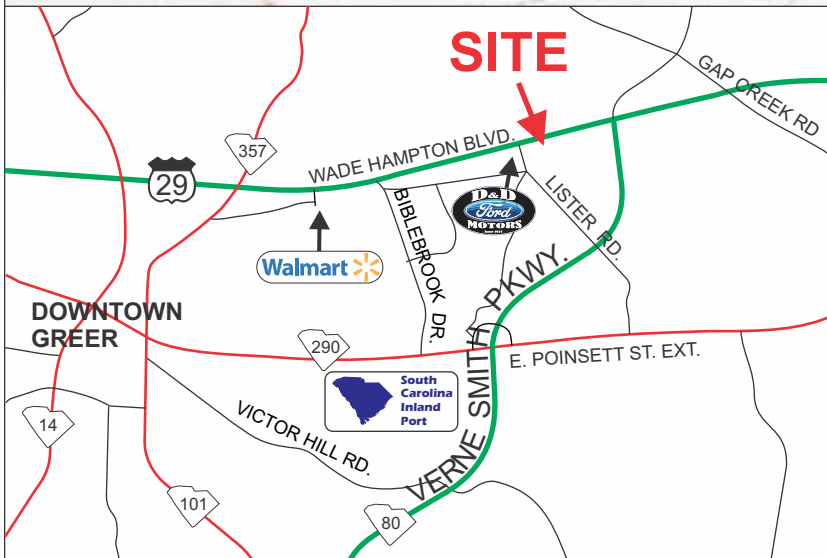 SITE
GAP CREEK RD
357
WADE HAMPTON BLVD.
29
D&D
Ford
MOTORS
LISTER RD.
BIBLEBROOK DR.
Walmart
VERNE SMITH PKWY.
DOWNTOWN
GREER
290
E. POINSETT ST. EXT.
South
Carolina
Inland
Port
VICTOR HILL RD.
14
101
80